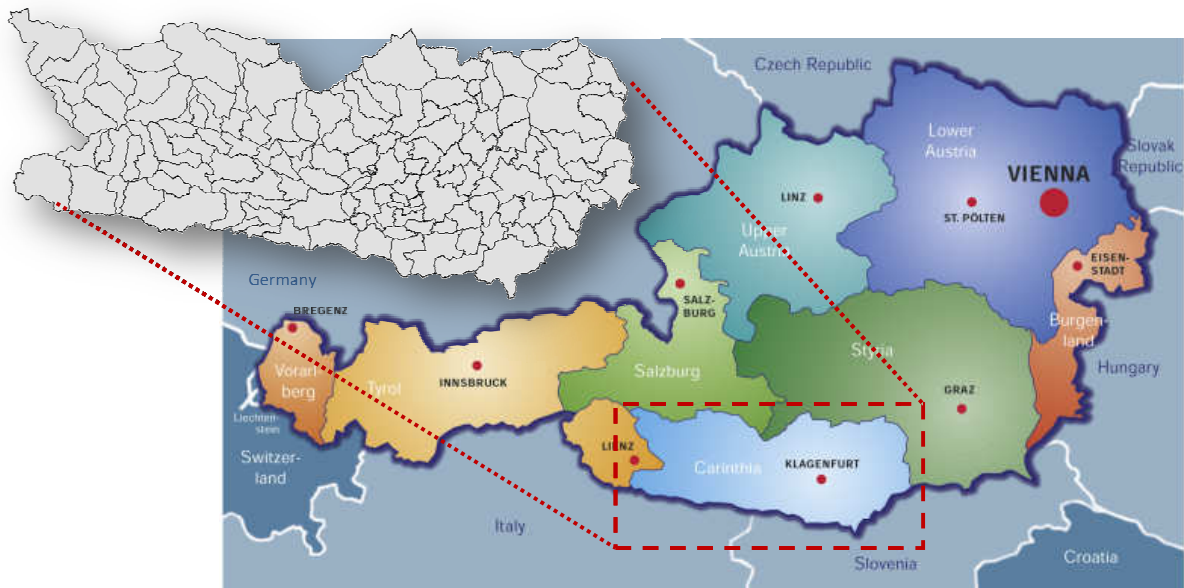 Czech Republic
Lower
Austria
Slovak
Republic
VIENNA
LINZ
ST. PÖLTEN
Upper
Austria
EISEN-
STADT
Germany
SALZ-
BURG
BREGENZ
Burgen-
land
Styria
Vorarl
berg
Tyrol
INNSBRUCK
Salzburg
Hungary
GRAZ
Liechten-
stein
LIENZ
Switzer-
land
Carinthia
KLAGENFURT
Italy
Slovenia
Croatia